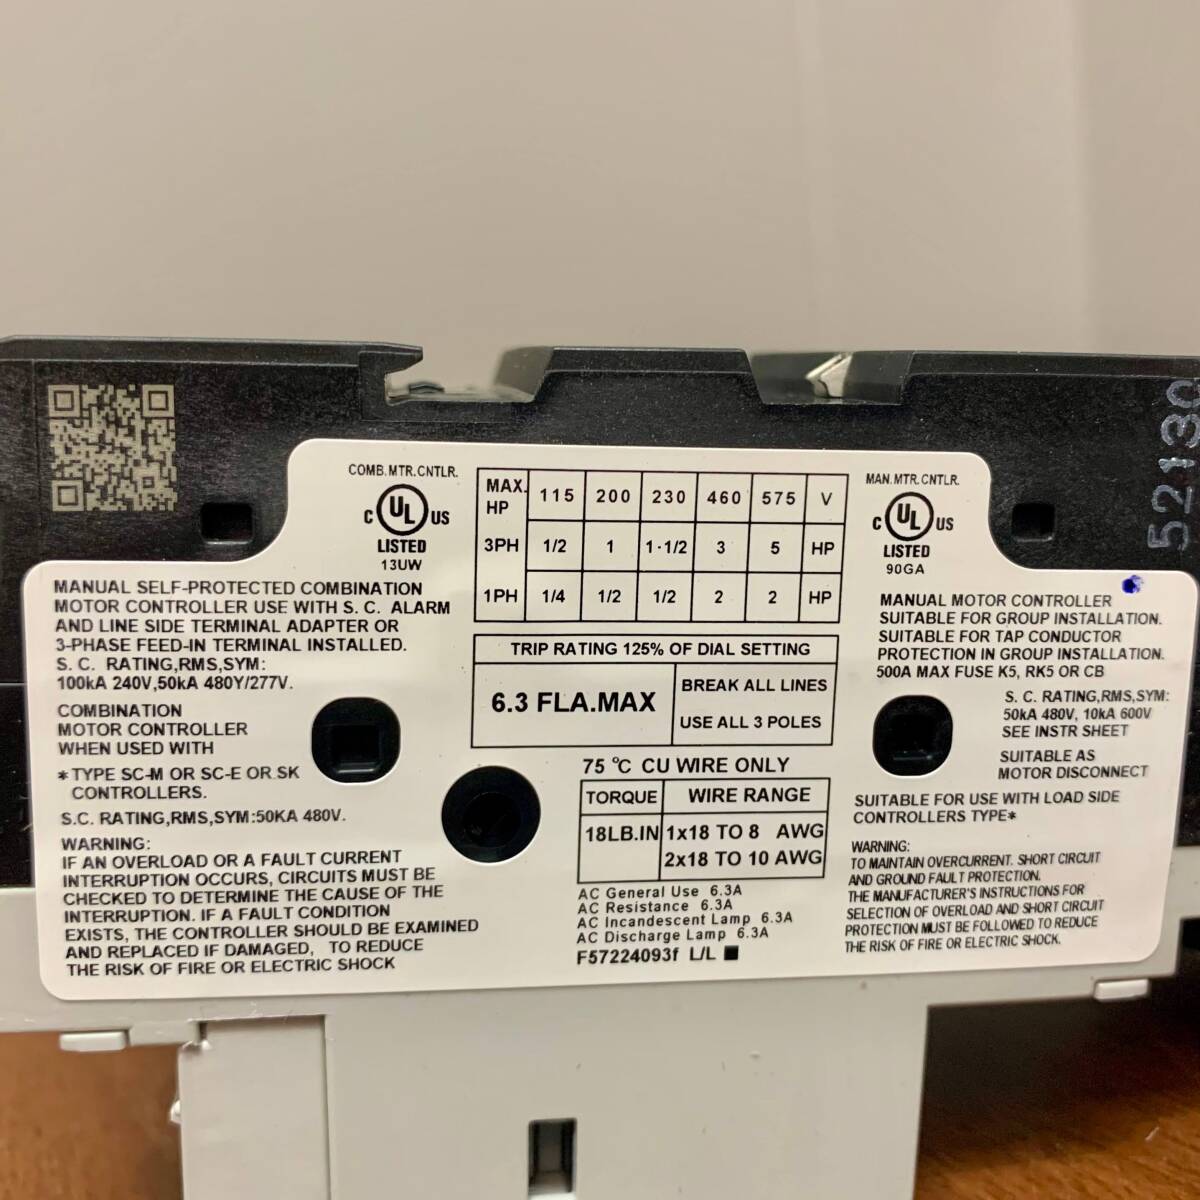 52130
COMB.MTR.CNTLR.
C UL US
LISTED
13UW
MANUAL SELF-PROTECTED COMBINATION
MOTOR CONTROLLER USE WITH S. C. ALARM
AND LINE SIDE TERMINAL ADAPTER OR
3-PHASE FEED-IN TERMINAL INSTALLED.
S. C. RATING,RMS,SYM:
100kA 240V,50kA 480Y/277V.
COMBINATION
MOTOR CONTROLLER
WHEN USED WITH
*TYPE SC-M OR SC-E OR SK
CONTROLLERS.
S.C. RATING,RMS,SYM:50KA 480V.
WARNING:
IF AN OVERLOAD OR A FAULT CURRENT
INTERRUPTION OCCURS, CIRCUITS MUST BE
CHECKED TO DETERMINE THE CAUSE OF THE
INTERRUPTION. IF A FAULT CONDITION
EXISTS, THE CONTROLLER SHOULD BE EXAMINED
AND REPLACED IF DAMAGED, TO REDUCE
THE RISK OF FIRE OR ELECTRIC SHOCK
MAX. HP 115 200 230 460 575 V
3PH 1/2 1 1-1/2 3 5 HP
1PH 1/4 1/2 1/2 2 2 HP
TRIP RATING 125% OF DIAL SETTING
6.3 FLA.MAX
BREAK ALL LINES
USE ALL 3 POLES
75 °C CU WIRE ONLY
TORQUE WIRE RANGE
18LB.IN 1x18 TO 8 AWG
2x18 TO 10 AWG
AC General Use 6.3A
AC Resistance 6.3A
AC Incandescent Lamp 6.3A
AC Discharge Lamp 6.3A
F57224093f L/L ■
MAN.MTR.CNTLR.
C UL US
LISTED
90GA
MANUAL MOTOR CONTROLLER
SUITABLE FOR GROUP INSTALLATION.
SUITABLE FOR TAP CONDUCTOR
PROTECTION IN GROUP INSTALLATION.
500A MAX FUSE K5, RK5 OR CB
S. C. RATING,RMS,SYM:
50kA 480V, 10kA 600V
SEE INSTR SHEET
SUITABLE AS
MOTOR DISCONNECT
SUITABLE FOR USE WITH LOAD SIDE
CONTROLLERS TYPE*
WARNING:
TO MAINTAIN OVERCURRENT. SHORT CIRCUIT
AND GROUND FAULT PROTECTION.
THE MANUFACTURER'S INSTRUCTIONS FOR
SELECTION OF OVERLOAD AND SHORT CIRCUIT
PROTECTION MUST BE FOLLOWED TO REDUCE
THE RISK OF FIRE OR ELECTRIC SHOCK.